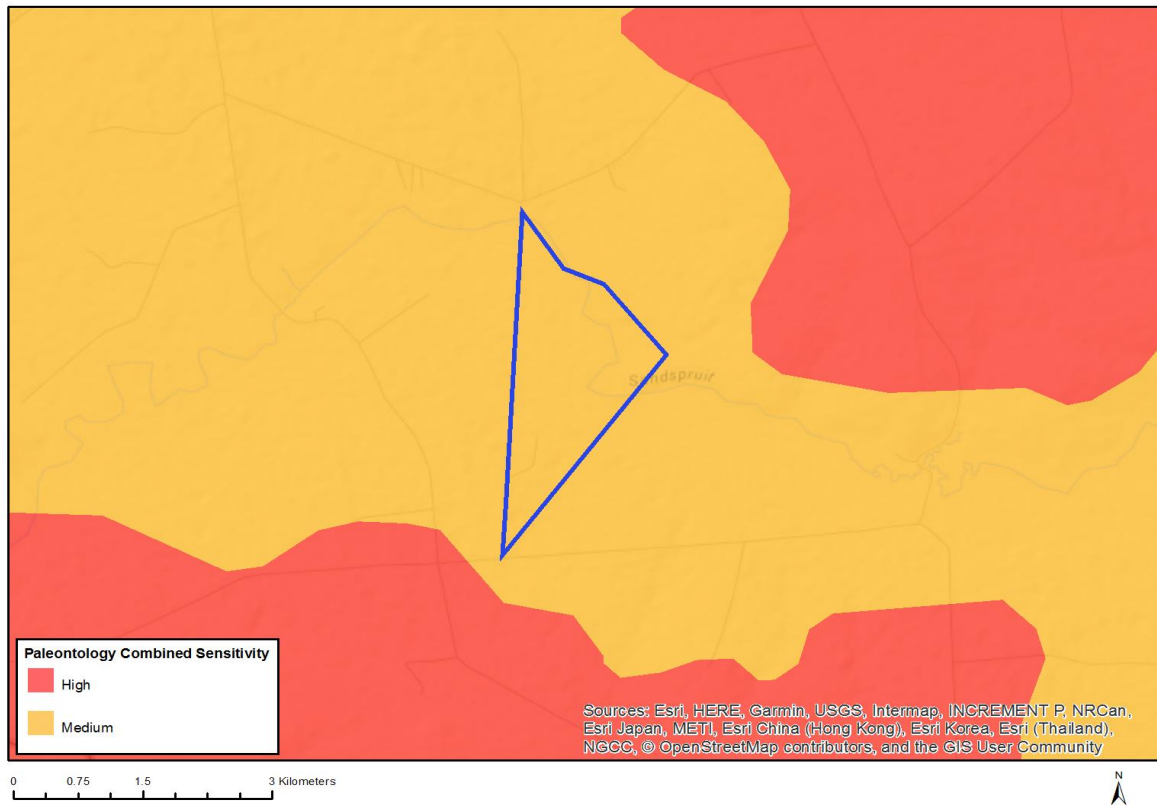 Sandspruit
Paleontology Combined Sensitivity
High
Medium
Sources: Esri, HERE, Garmin, USGS, Intermap, INCREMENT P, NRCan,
Esri Japan, METI, Esri China (Hong Kong), Esri Korea, Esri (Thailand),
NGCC, © OpenStreetMap contributors, and the GIS User Community
0 0.75 1.5 3 Kilometers
N